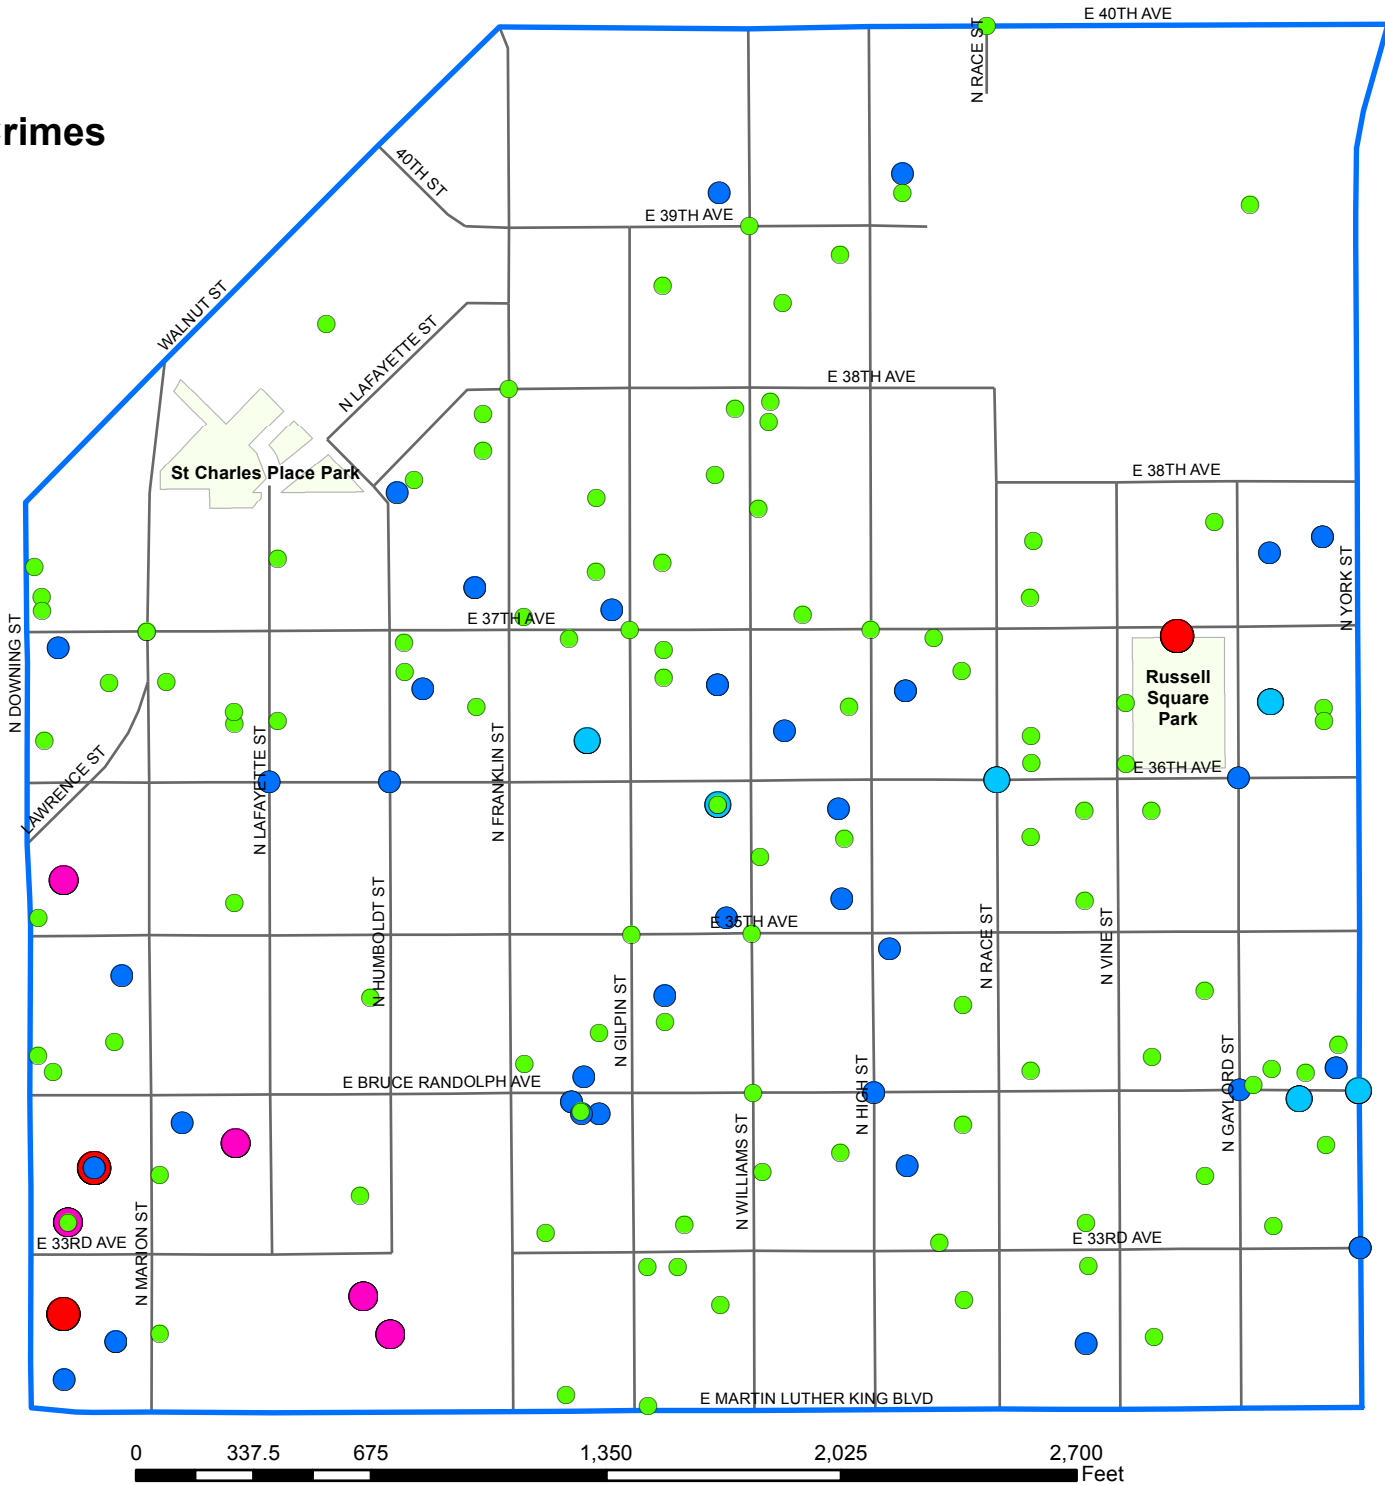 E 40TH AVE
N RACE ST
rimes
40TH ST
E 39TH AVE
WALNUT ST
N LAFAYETTE ST
E 38TH AVE
St Charles Place Park
E 38TH AVE
N YORK ST
E 37TH AVE
N DOWNING ST
Russell
Square
Park
N LAFAYETTE ST
N FRANKLIN ST
LAWRENCE ST
E 36TH AVE
N HUMBOLDT ST
E 35TH AVE
N RACE ST
N VINE ST
N GILPIN ST
E BRUCE RANDOLPH AVE
N HIGH ST
N GAYLORD ST
N WILLIAMS ST
N MARION ST
E 33RD AVE
E 33RD AVE
E MARTIN LUTHER KING BLVD
0 337.5 675 1,350 2,025 2,700
Feet